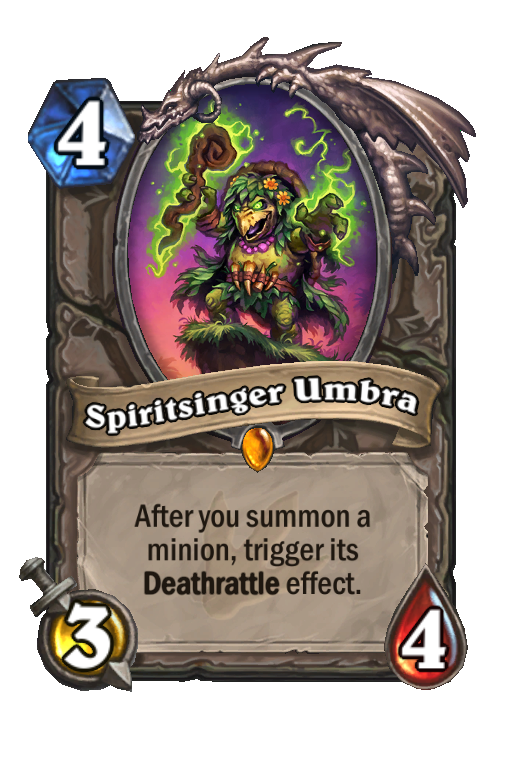 4
Spiritsinger Umbra
After you summon a
minion, trigger its
Deathrattle effect.
3
4